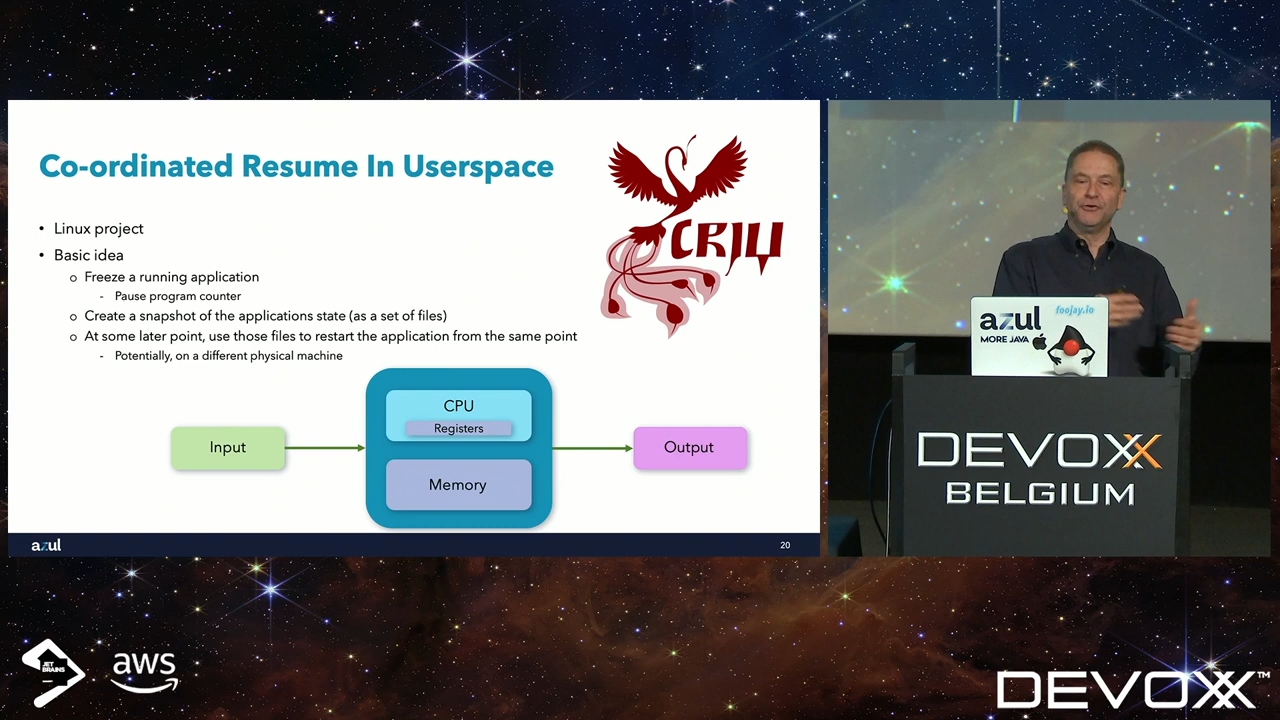 Co-ordinated Resume In Userspace
CRIU
• Linux project
• Basic idea
o Freeze a running application
- Pause program counter
o Create a snapshot of the applications state (as a set of files)
o At some later point, use those files to restart the application from the same point
- Potentially, on a different physical machine
Input
CPU
Registers
Memory
Output
azul
20
foojay.io
azul
MORE JAVA
DEVOXX
BELGIUM
JET
BRAINS
aws
DEVOXX™